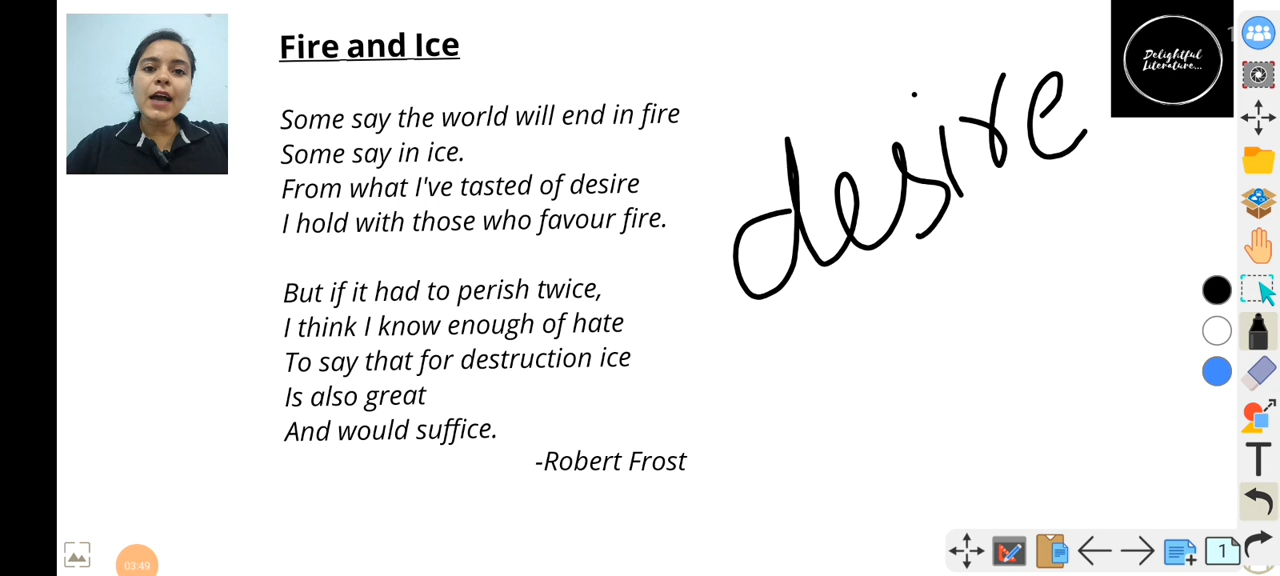 Fire and Ice
Some say the world will end in fire
Some say in ice.
From what I've tasted of desire
I hold with those who favour fire.
But if it had to perish twice,
I think I know enough of hate
To say that for destruction ice
Is also great
And would suffice.
-Robert Frost
desire
Delightful
Literature...
1
03:49
T
1